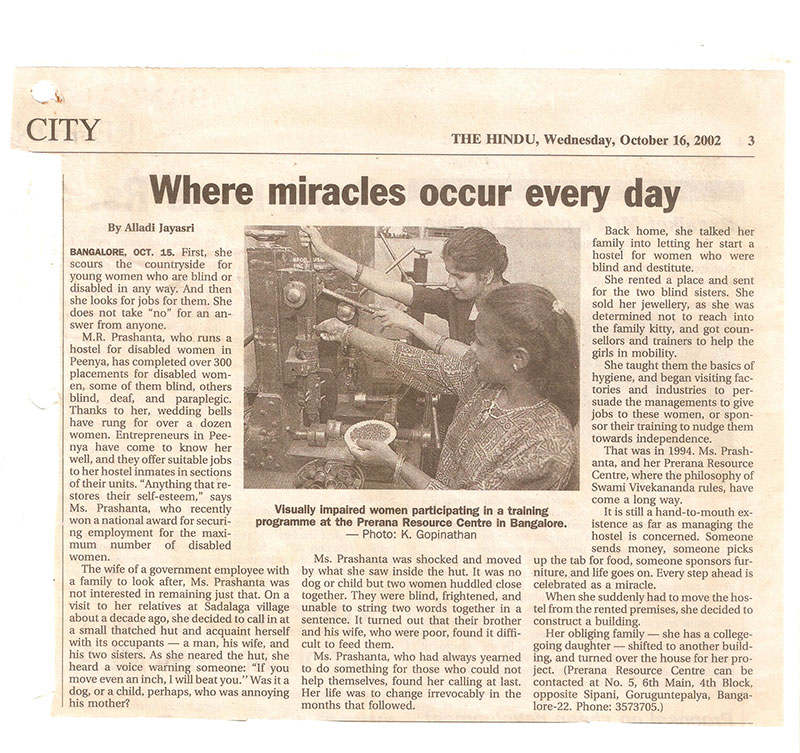 CITY
THE HINDU, Wednesday, October 16, 2002 3
Where miracles occur every day
By Alladi Jayasri
BANGALORE, OCT. 15. First, she
scours the countryside for
young women who are blind or
disabled in any way. And then
she looks for jobs for them. She
does not take “no” for an an-
swer from anyone.
M.R. Prashanta, who runs a
hostel for disabled women in
Peenya, has completed over 300
placements for disabled wom-
en, some of them blind, others
blind, deaf, and paraplegic.
Thanks to her, wedding bells
have rung for over a dozen
women. Entrepreneurs in Pee-
nya have come to know her
well, and they offer suitable jobs
to her hostel inmates in sections
of their units. “Anything that re-
stores their self-esteem,” says
Ms. Prashanta, who recently
won a national award for secur-
ing employment for the maxi-
mum number of disabled
women.
The wife of a government employee with
a family to look after, Ms. Prashanta was
not interested in remaining just that. On a
visit to her relatives at Sadalaga village
about a decade ago, she decided to call in at
a small thatched hut and acquaint herself
with its occupants — a man, his wife, and
his two sisters. As she neared the hut, she
heard a voice warning someone: “If you
move even an inch, I will beat you.” Was it a
dog, or a child, perhaps, who was annoying
his mother?
Visually impaired women participating in a training
programme at the Prerana Resource Centre in Bangalore.
— Photo: K. Gopinathan
Ms. Prashanta was shocked and moved
by what she saw inside the hut. It was no
dog or child but two women huddled close
together. They were blind, frightened, and
unable to string two words together in a
sentence. It turned out that their brother
and his wife, who were poor, found it diffi-
cult to feed them.
Ms. Prashanta, who had always yearned
to do something for those who could not
help themselves, found her calling at last.
Her life was to change irrevocably in the
months that followed.
Back home, she talked her
family into letting her start a
hostel for women who were
blind and destitute.
She rented a place and sent
for the two blind sisters. She
sold her jewellery, as she was
determined not to reach into
the family kitty, and got coun-
sellors and trainers to help the
girls in mobility.
She taught them the basics of
hygiene, and began visiting fac-
tories and industries to per-
suade the managements to give
jobs to these women, or spon-
sor their training to nudge them
towards independence.
That was in 1994. Ms. Prash-
anta, and her Prerana Resource
Centre, where the philosophy of
Swami Vivekananda rules, have
come a long way.
It is still a hand-to-mouth ex-
istence as far as managing the
hostel is concerned. Someone
sends money, someone picks
up the tab for food, someone sponsors fur-
niture, and life goes on. Every step ahead is
celebrated as a miracle.
When she suddenly had to move the hos-
tel from the rented premises, she decided to
construct a building.
Her obliging family — she has a college-
going daughter — shifted to another build-
ing, and turned over the house for her pro-
ject. (Prerana Resource Centre can be
contacted at No. 5, 6th Main, 4th Block,
opposite Sipani, Goruguntepalya, Banga-
lore-22. Phone: 3573705.)